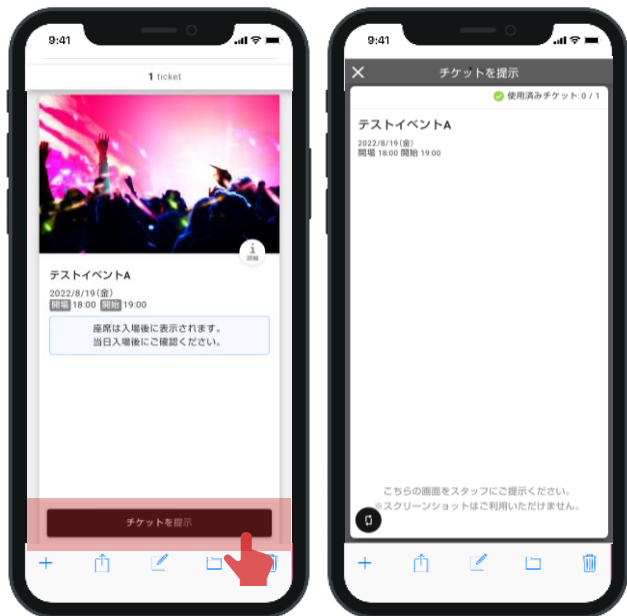 9:41
1 ticket
i
詳細
テストイベントA
2022/8/19(金)
開場 18:00 開始 19:00
座席は入場後に表示されます。
当日入場後にご確認ください。
チケットを提示
9:41
チケットを提示
使用済みチケット:0 / 1
テストイベントA
2022/8/19(金)
開場 18:00 開始 19:00
こちらの画面をスタッフにご提示ください。
※スクリーンショットはご利用いただけません。